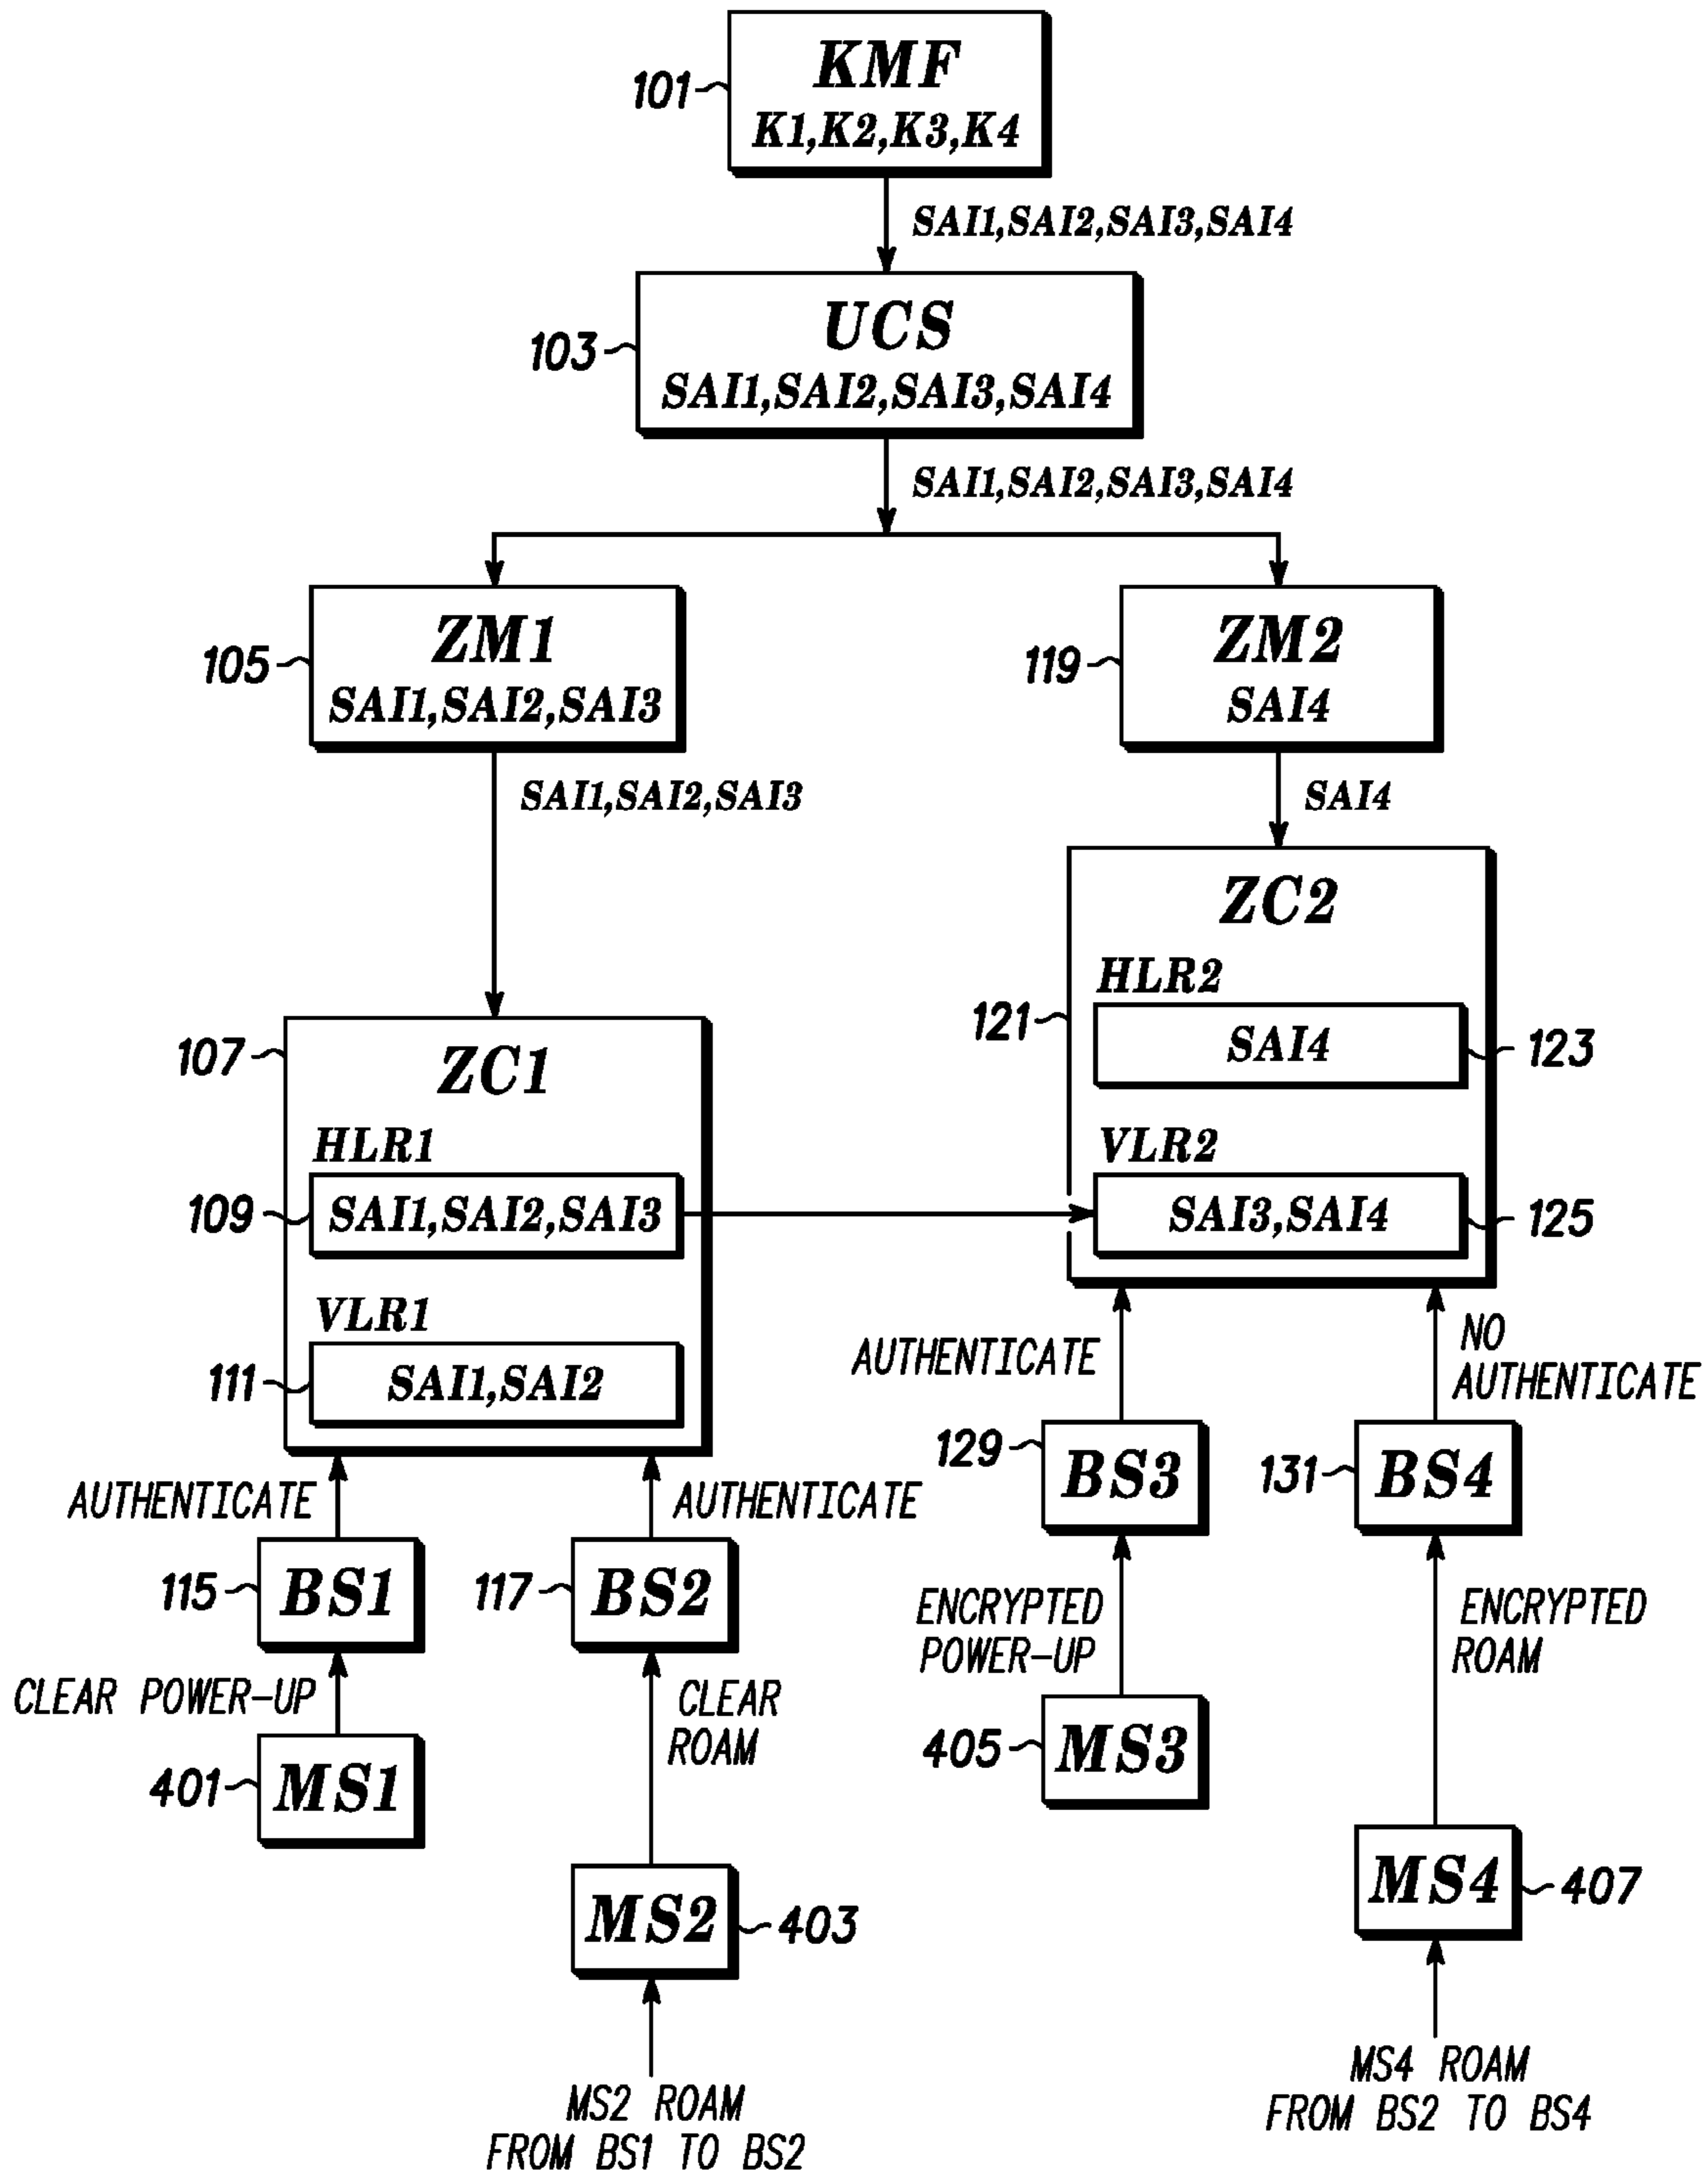 KMF
101
K1,K2,K3,K4
SAI1,SAI2,SAI3,SAI4
UCS
103
SAI1,SAI2,SAI3,SAI4
SAI1,SAI2,SAI3,SAI4
ZM1
105
SAI1,SAI2,SAI3
ZM2
119
SAI4
SAI1,SAI2,SAI3
SAI4
ZC2
HLR2
121
SAI4
123
VLR2
SAI3,SAI4
125
107
ZC1
HLR1
109
SAI1,SAI2,SAI3
VLR1
111
SAI1,SAI2
AUTHENTICATE
NO
AUTHENTICATE
129
BS3
131
BS4
AUTHENTICATE
AUTHENTICATE
115
BS1
117
BS2
ENCRYPTED
POWER-UP
ENCRYPTED
ROAM
CLEAR POWER-UP
CLEAR
ROAM
401
MS1
405
MS3
MS2
403
MS4
407
MS2 ROAM
FROM BS1 TO BS2
MS4 ROAM
FROM BS2 TO BS4